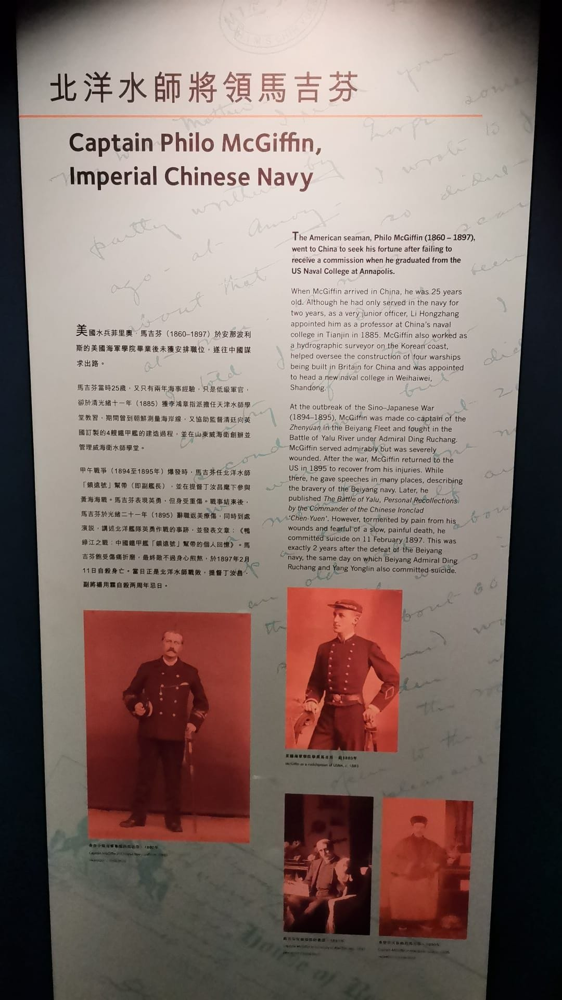 北洋水師將領馬吉芬
Captain Philo McGiffin,
Imperial Chinese Navy
美國水兵菲里奧．馬吉芬（1860–1897）於安那波利
斯的美國海軍學院畢業後未獲安排職位，遂往中國謀
求出路。
馬吉芬當時25歲，又只有兩年海事經驗，只是低級軍官，
卻於清光緒十一年（1885）獲李鴻章指派擔任天津水師學
堂教習，期間曾到朝鮮測量海岸線，又協助監督清廷向英
國訂製的4艘鐵甲艦的建造過程，並在山東威海衛創辦並
管理威海衛水師學堂。
甲午戰爭（1894至1895年）爆發時，馬吉芬任北洋水師
「鎮遠號」幫帶（即副艦長），並在提督丁汝昌麾下參與
黃海海戰。馬吉芬表現英勇，但身受重傷。戰事結束後，
馬吉芬於光緒二十一年（1895）辭職返美療傷，同時到處
演說，講述北洋艦隊英勇作戰的事跡，並發表文章：《鴨
綠江之戰：中國鐵甲艦「鎮遠號」幫帶的個人回憶》。馬
吉芬飽受傷痛折磨，最終敵不過身心煎熬，於1897年2月
11日自殺身亡。當日正是北洋水師戰敗，提督丁汝昌、
副將楊用霖自殺两周年忌日。
The American seaman, Philo McGiffin (1860 – 1897),
went to China to seek his fortune after failing to
receive a commission when he graduated from the
US Naval College at Annapolis.
When McGiffin arrived in China, he was 25 years
old. Although he had only served in the navy for
two years, as a very junior officer, Li Hongzhang
appointed him as a professor at China's naval
college in Tianjin in 1885. McGiffin also worked as
a hydrographic surveyor on the Korean coast,
helped oversee the construction of four warships
being built in Britain for China and was appointed
to head a new naval college in Weihaiwei,
Shandong.
At the outbreak of the Sino–Japanese War
(1894–1895), McGiffin was made co-captain of the
Zhenyuan in the Beiyang Fleet and fought in the
Battle of Yalu River under Admiral Ding Ruchang.
McGiffin served admirably but was severely
wounded. After the war, McGiffin returned to the
US in 1895 to recover from his injuries. While
there, he gave speeches in many places, describing
the bravery of the Beiyang navy. Later, he
published The Battle of Yalu, Personal Recollections
by the Commander of the Chinese Ironclad
'Chen-Yuen'. However, tormented by pain from his
wounds and fearful of a slow, painful death, he
committed suicide on 11 February 1897. This was
exactly 2 years after the defeat of the Beiyang
navy, the same day on which Beiyang Admiral Ding
Ruchang and Yang Yonglin also committed suicide.
美國海軍學院學員馬吉芬，約1883年
McGiffin as a midshipman of USNA, c. 1883